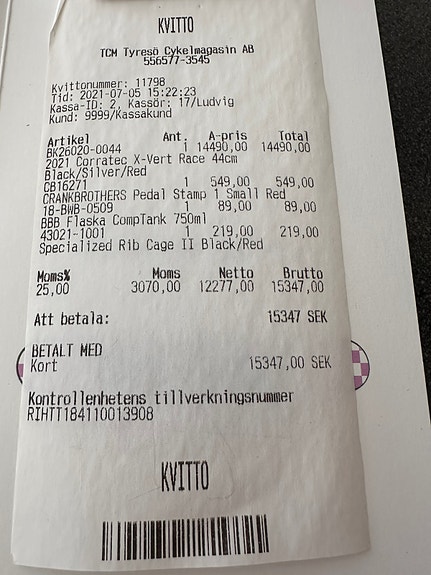 KVITTO
TCM Tyresö Cykelmagasin AB
556577-3545
Kvittonummer: 11798
Tid: 2021-07-05 15:22:23
Kassa-ID: 2, Kassör: 17/Ludvig
Kund: 9999/Kassakund
Artikel Ant. A-pris Total
BK26020-0044 1 14490,00 14490,00
2021 Corratec X-Vert Race 44cm
Black/Silver/Red
CB16271 1 549,00 549,00
CRANKBROTHERS Pedal Stamp 1 Small Red
18-BWB-0509 1 89,00 89,00
BBB Flaska CompTank 750ml
43021-1001 1 219,00 219,00
Specialized Rib Cage II Black/Red
Moms% Moms Netto Brutto
25,00 3070,00 12277,00 15347,00
Att betala: 15347 SEK
BETALT MED
Kort 15347,00 SEK
Kontrollenhetens tillverkningsnummer
RIHTT184110013908
KVITTO